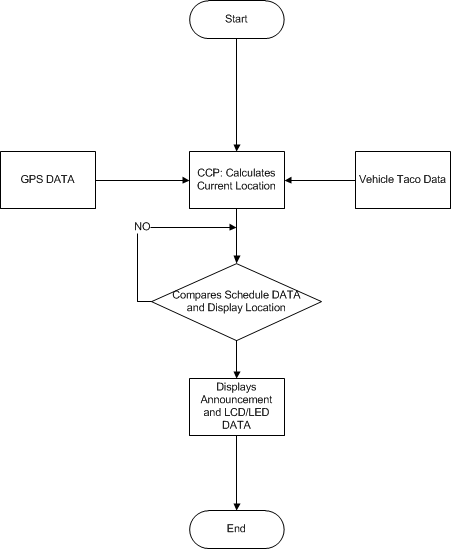 Start
GPS DATA
CCP: Calculates
Current Location
Vehicle Taco Data
NO
Compares Schedule DATA
and Display Location
Displays
Announcement
and LCD/LED
DATA
End